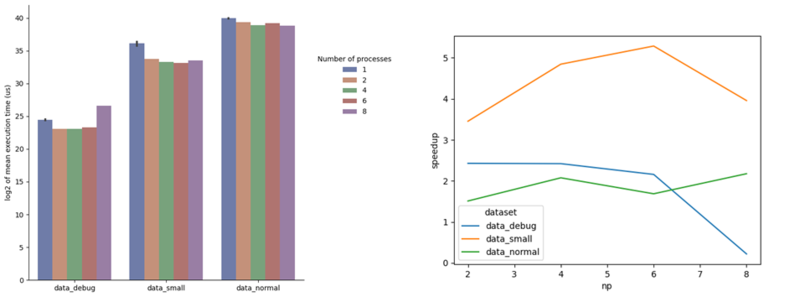 log2 of mean execution time (us)
40
35
30
25
20
15
10
5
0
data_debug
data_small
data_normal
Number of processes
1
2
4
6
8
speedup
5
4
3
2
1
0
dataset
data_debug
data_small
data_normal
2
3
4
5
6
7
8
np